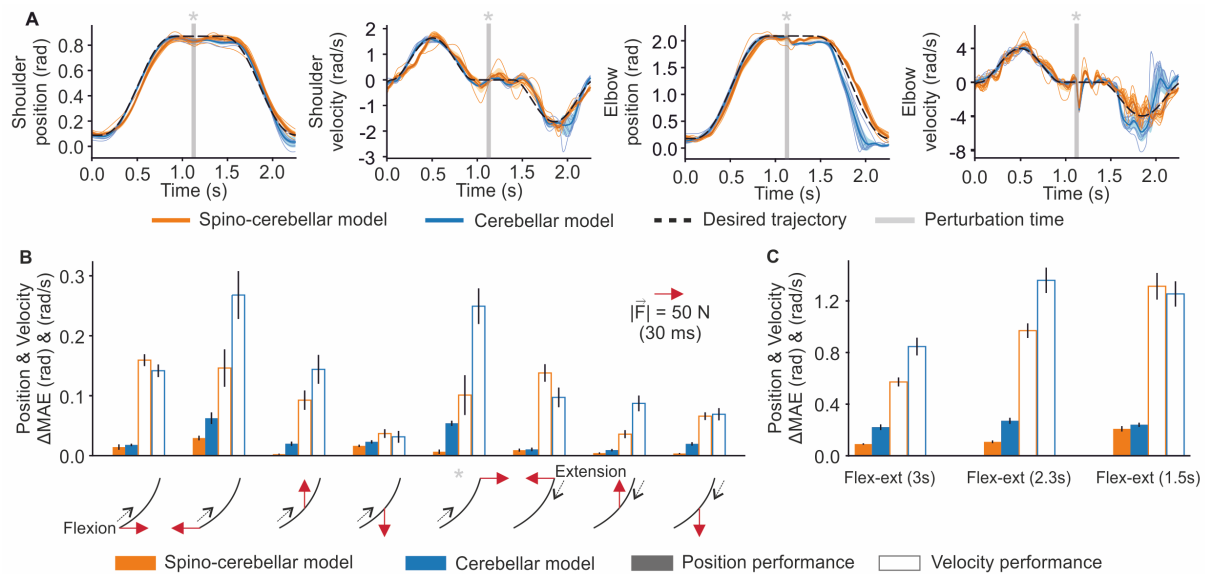 A
*
*
*
*
Shoulder
position (rad)
0.8
0.6
0.4
0.2
0.0
0.0 0.5 1.0 1.5 2.0
Time (s)
Shoulder
velocity (rad/s)
2
1
0
-1
-2
-3
0.0 0.5 1.0 1.5 2.0
Time (s)
Elbow
position (rad)
2.0
1.5
1.0
0.5
0.0
0.0 0.5 1.0 1.5 2.0
Time (s)
Elbow
velocity (rad/s)
8
4
0
-4
-8
0.0 0.5 1.0 1.5 2.0
Time (s)
Spino-cerebellar model Cerebellar model Desired trajectory Perturbation time
B
Position & Velocity
ΔMAE (rad) & (rad/s)
0.3
0.2
0.1
0.0
|F⃗| = 50 N
(30 ms)
* Extension
Flexion
C
Position & Velocity
ΔMAE (rad) & (rad/s)
1.2
0.8
0.4
0.0
Flex-ext (3s) Flex-ext (2.3s) Flex-ext (1.5s)
Spino-cerebellar model Cerebellar model Position performance Velocity performance